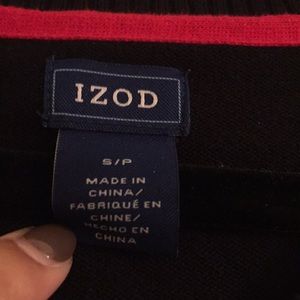 IZOD
S/P
MADE IN
CHINA/
FABRIQUÉ EN
CHINE/
HECHO EN
CHINA